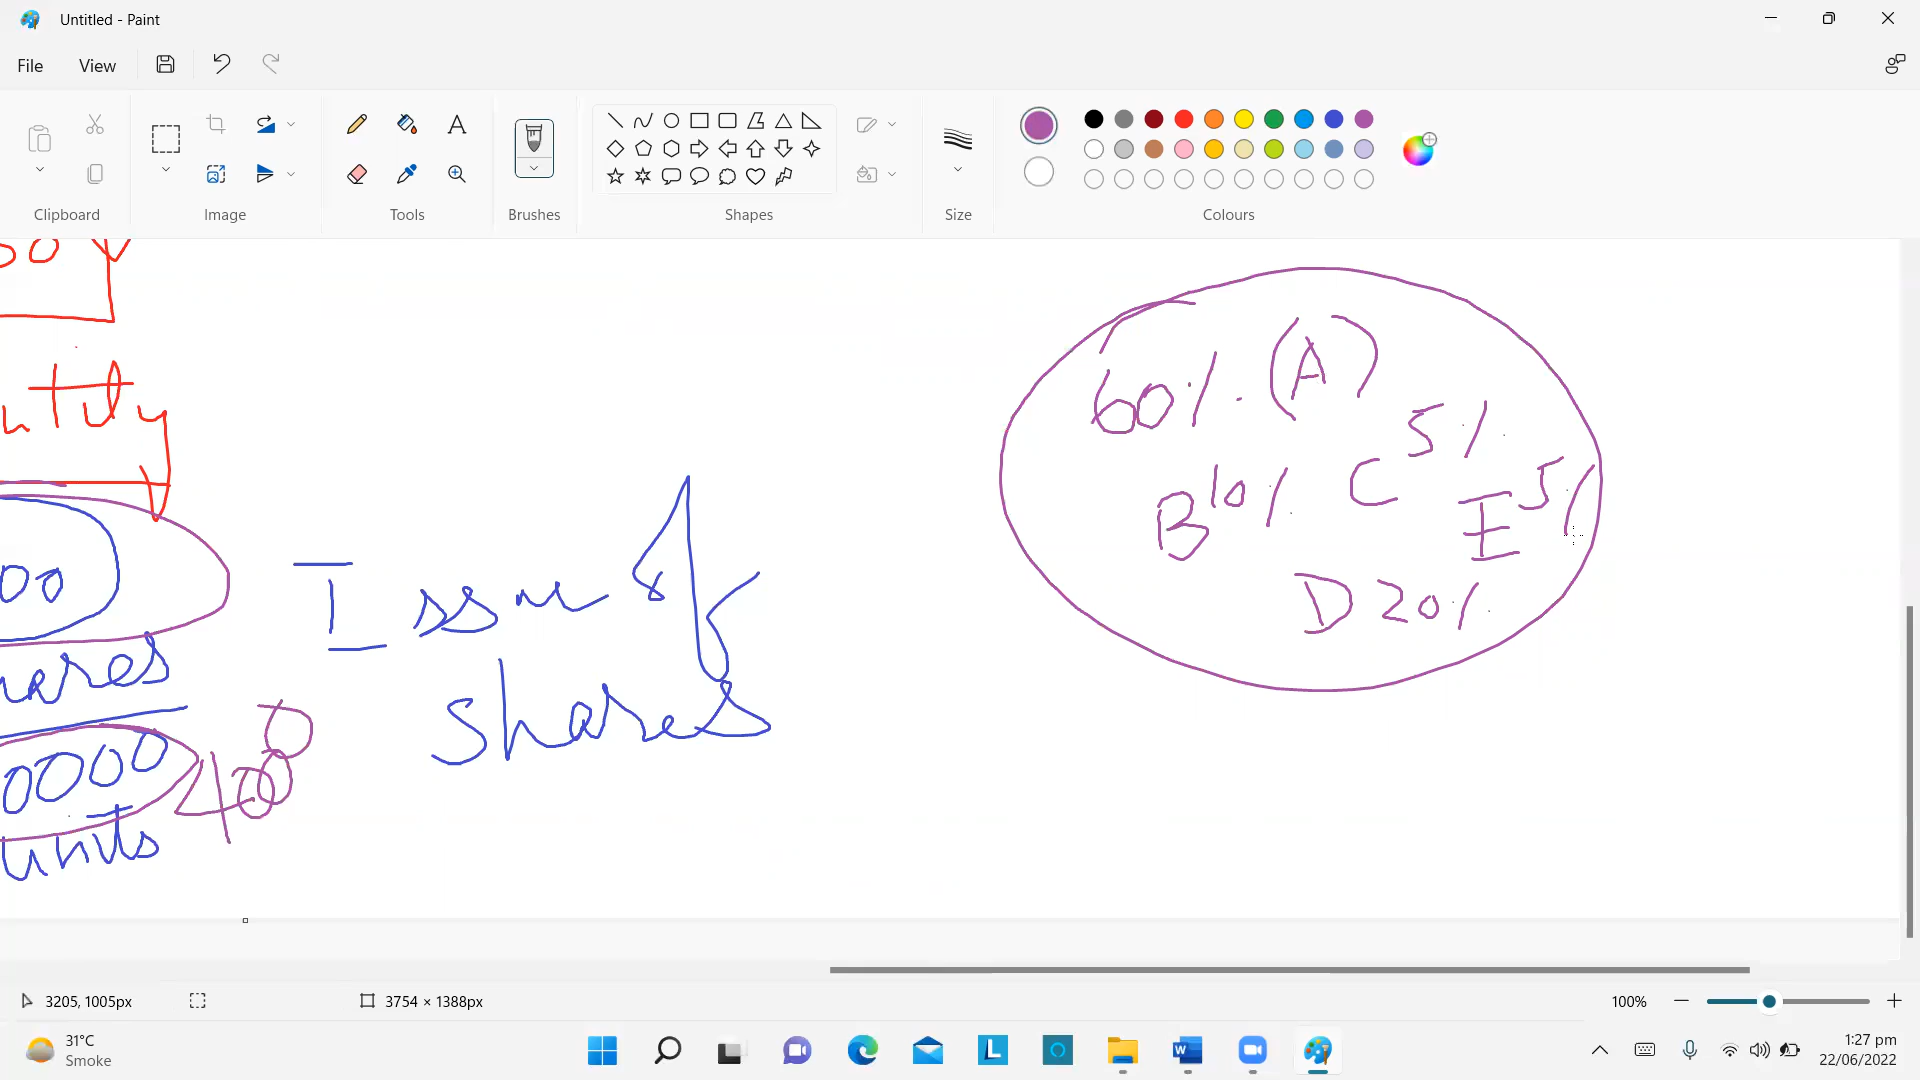 Untitled - Paint
File View
Clipboard Image Tools Brushes Shapes Size Colours
60%. (A)
5%.
C
B 10%.
E 5%
D 20%.
Issue of
shares
400
units
3205, 1005px 3754 × 1388px 100%
31°C
Smoke
1:27 pm
22/06/2022